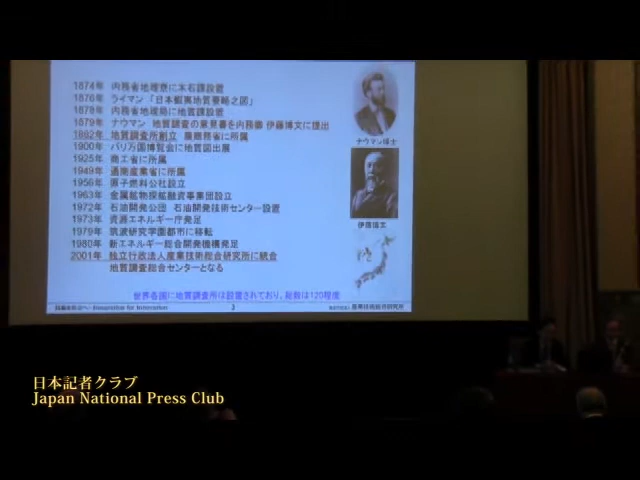 1874年 内務省地理寮に木石課設置
1876年 ライマン「日本蝦夷地質要略之図」
1878年 内務省地理局に地質課設置
1879年 ナウマン 地質調査の意見書を内務卿 伊藤博文に提出
1882年 地質調査所創立 農商務省に所属
1900年 パリ万国博覧会に地質図出展
1925年 商工省に所属
1949年 通商産業省に所属
1956年 原子燃料公社設立
1963年 金属鉱物探鉱融資事業団設立
1972年 石油開発公団 石油開発技術センター設置
1973年 資源エネルギー庁発足
1979年 筑波研究学園都市に移転
1980年 新エネルギー総合開発機構発足
2001年 独立行政法人産業技術総合研究所に統合
地質調査総合センターとなる
ナウマン博士
伊藤博文
世界各国に地質調査所は設置されており、総数は120程度
3
産業技術総合研究所
日本記者クラブ
Japan National Press Club